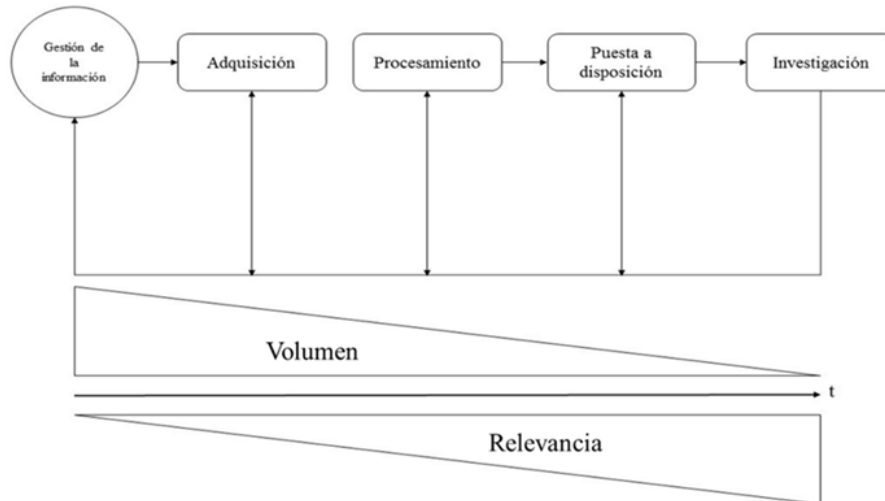 Gestión de
la
información
Adquisición
Procesamiento
Puesta a
disposición
Investigación
Volumen
t
Relevancia